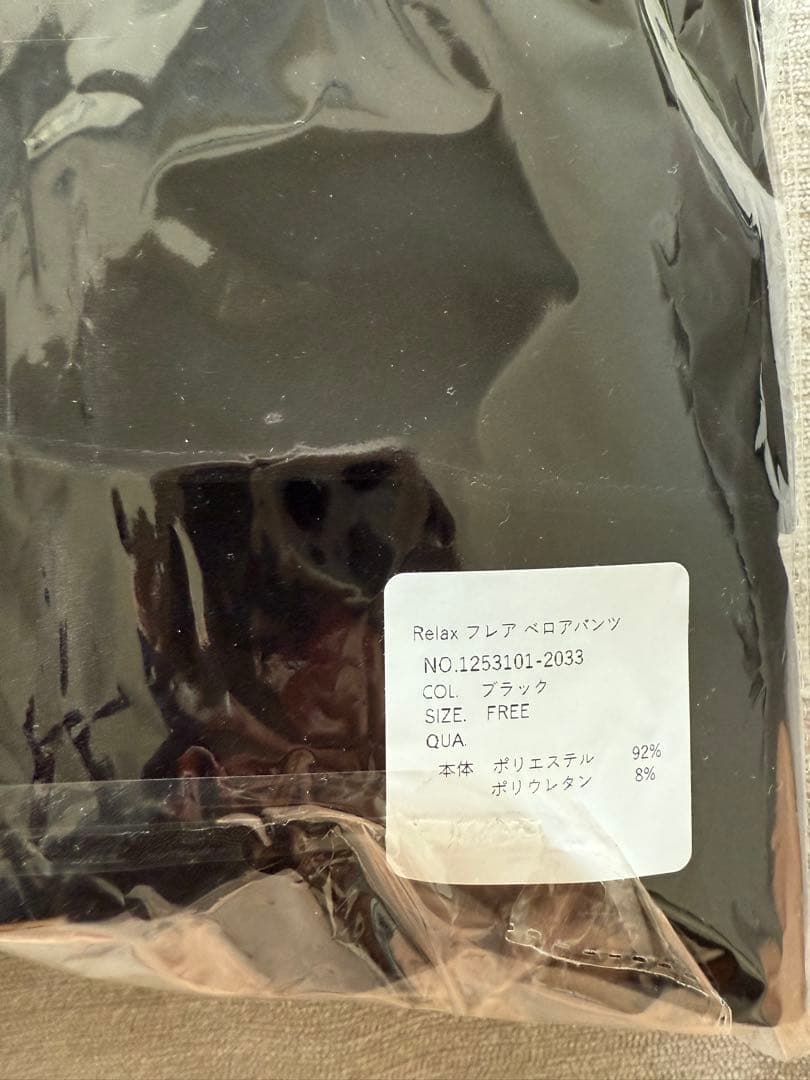 Relax フレア ベロアパンツ
NO.1253101-2033
COL. ブラック
SIZE. FREE
QUA.
本体 ポリエステル 92%
ポリウレタン 8%